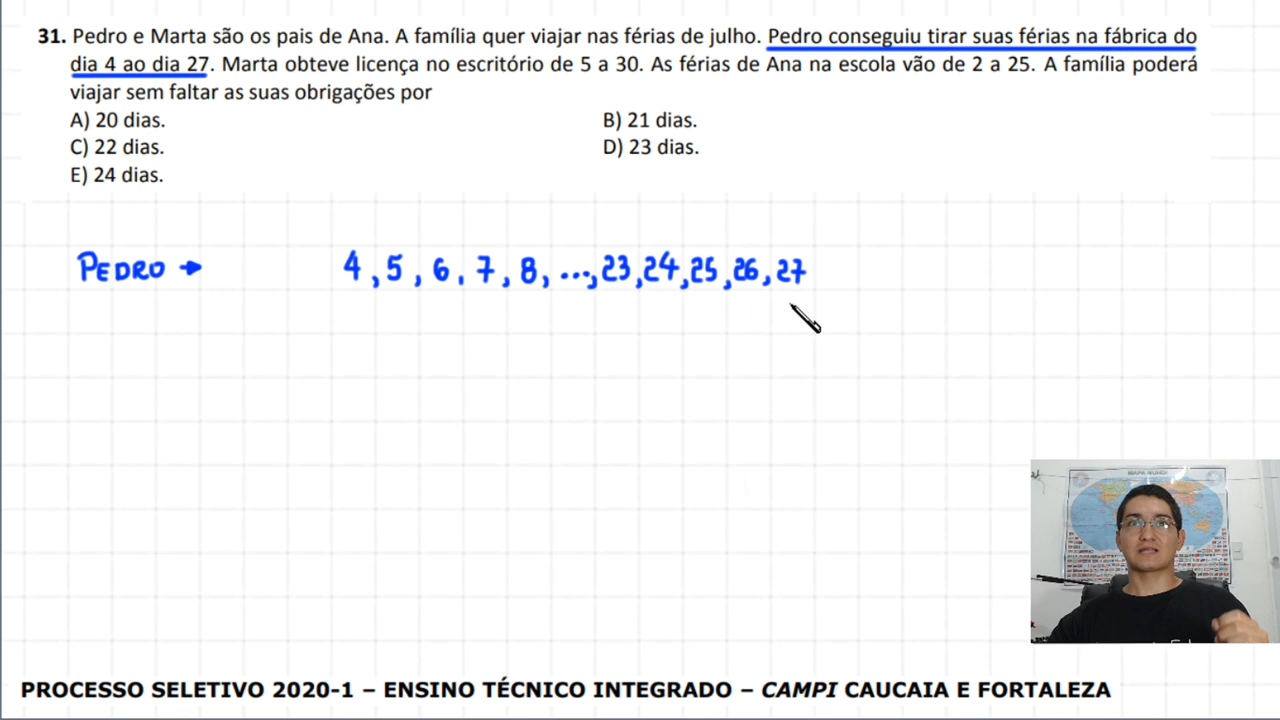 31. Pedro e Marta são os pais de Ana. A família quer viajar nas férias de julho. Pedro conseguiu tirar suas férias na fábrica do
dia 4 ao dia 27. Marta obteve licença no escritório de 5 a 30. As férias de Ana na escola vão de 2 a 25. A família poderá
viajar sem faltar as suas obrigações por
A) 20 dias.
B) 21 dias.
C) 22 dias.
D) 23 dias.
E) 24 dias.
PEDRO → 4, 5, 6, 7, 8, ..., 23, 24, 25, 26, 27
MAPA MUNDI
PROCESSO SELETIVO 2020-1 – ENSINO TÉCNICO INTEGRADO – CAMPI CAUCAIA E FORTALEZA